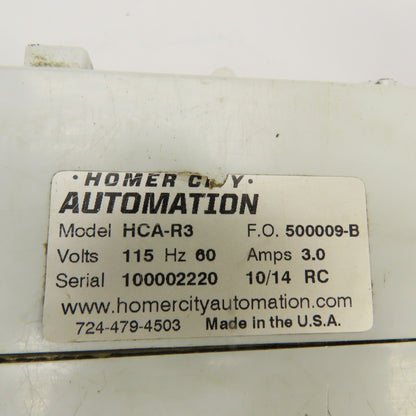 · HOMER CITY ·
AUTOMATION
Model HCA-R3 F.O. 500009-B
Volts 115 Hz 60 Amps 3.0
Serial 100002220 10/14 RC
www.homercityautomation.com
724-479-4503 Made in the U.S.A.